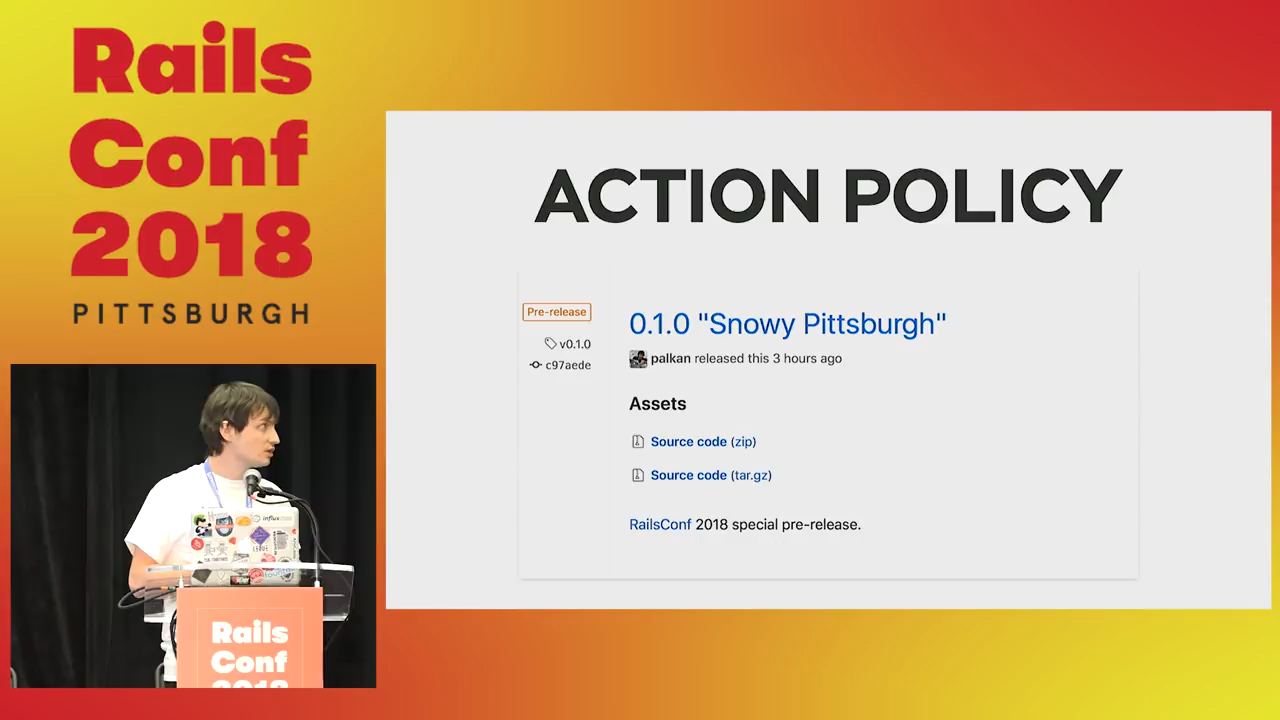 Rails
Conf
2018
PITTSBURGH
ACTION POLICY
Pre-release
v0.1.0
c97aede
0.1.0 "Snowy Pittsburgh"
palkan released this 3 hours ago
Assets
Source code (zip)
Source code (tar.gz)
RailsConf 2018 special pre-release.
influx
Rails
Conf
2018